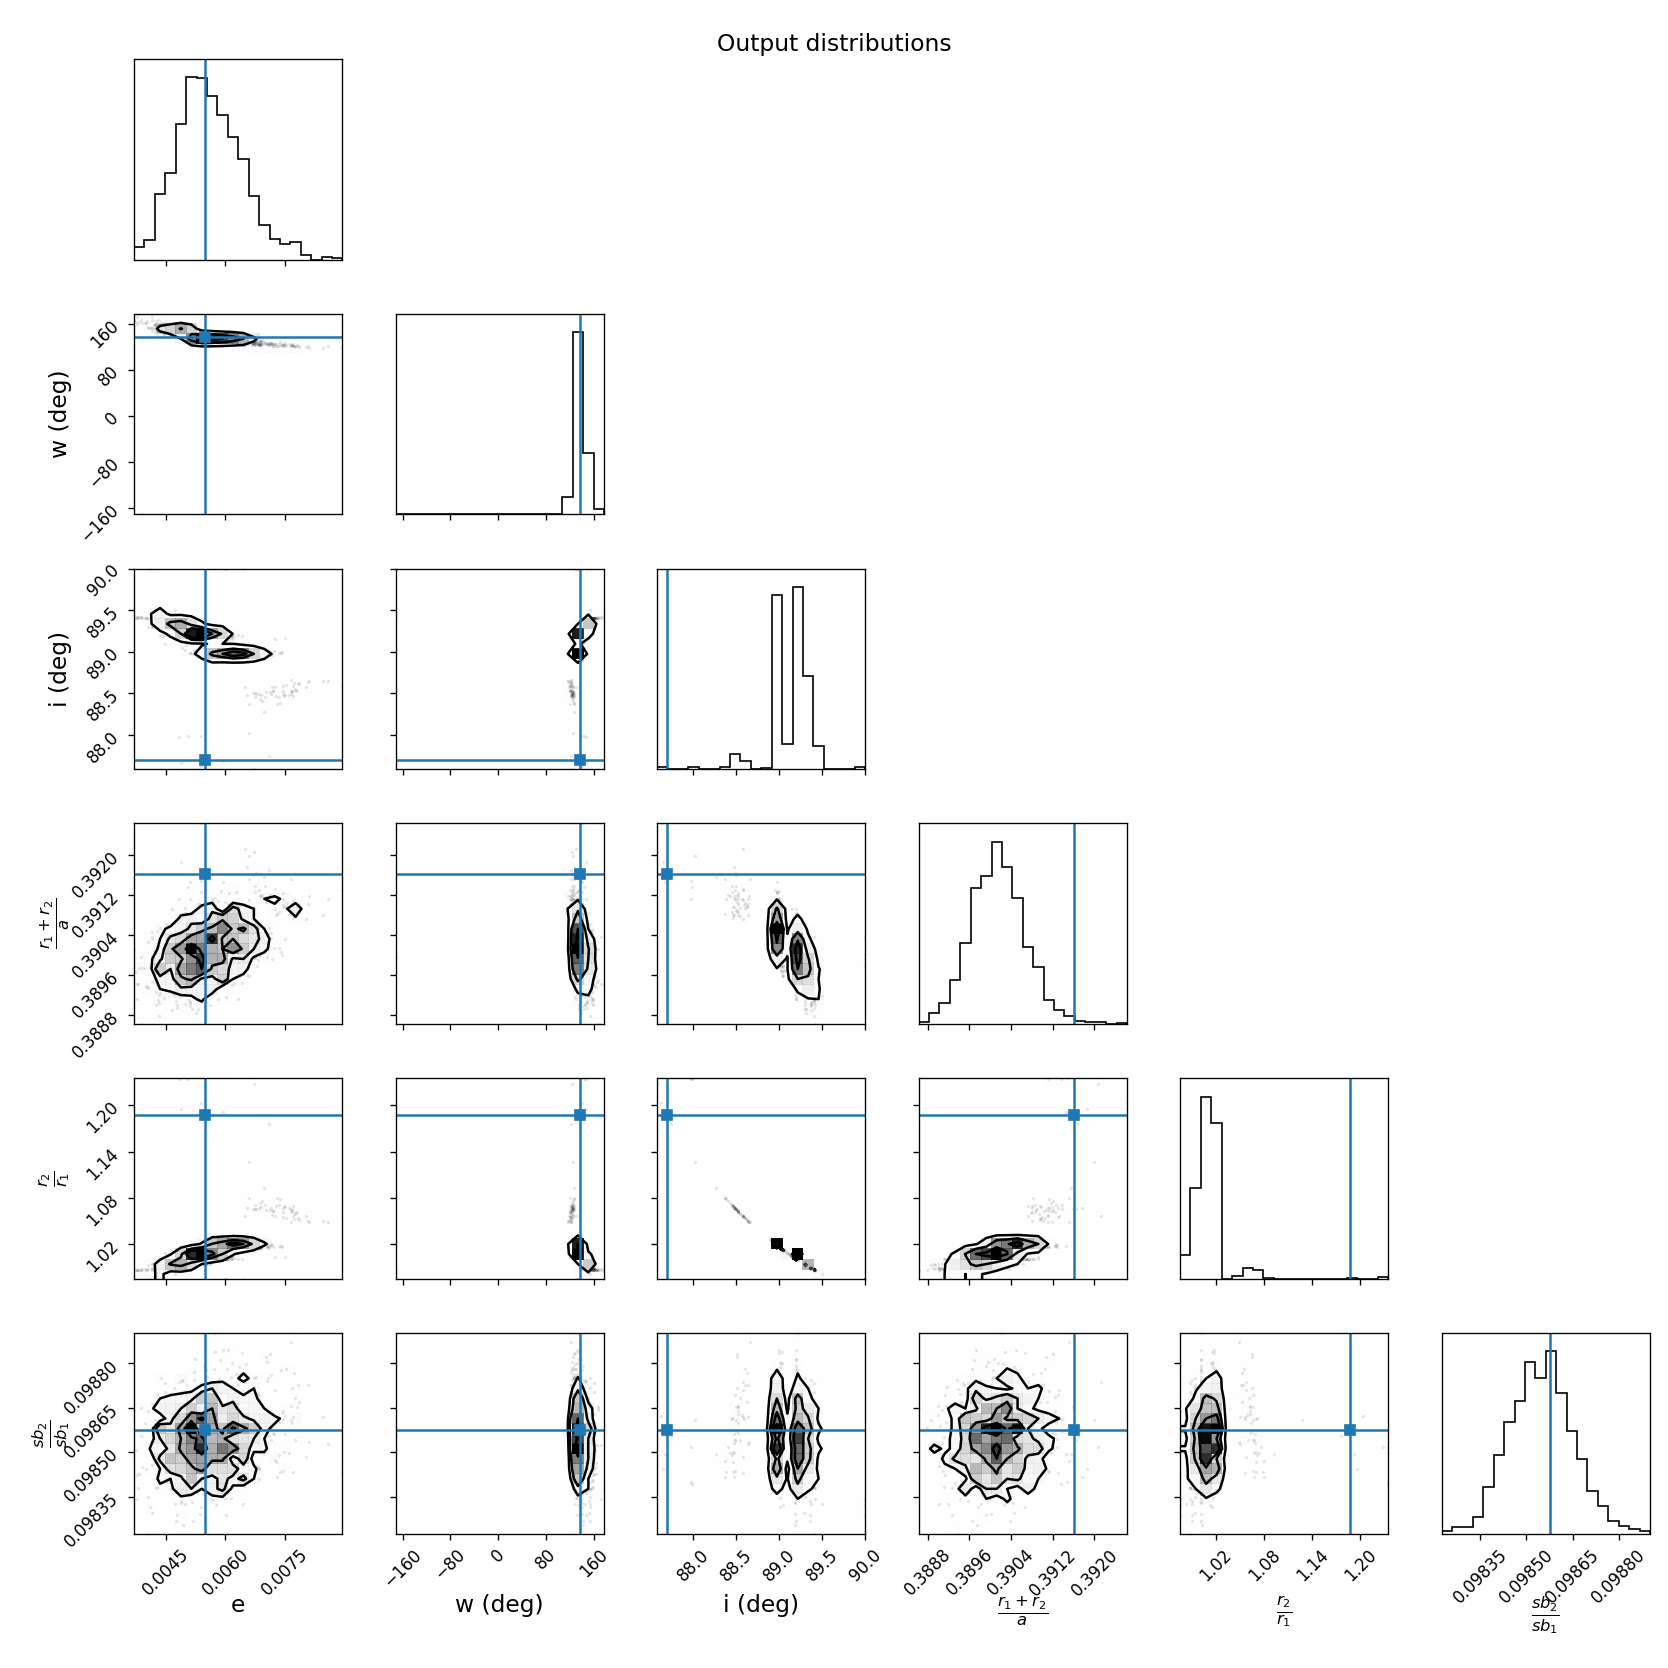 Output distributions
160
80
0
−80
−160
w (deg)
90.0
89.5
89.0
88.5
88.0
i (deg)
0.3920
0.3912
0.3904
0.3896
0.3888
r₁ + r₂
a
1.20
1.14
1.08
1.02
r₂
r₁
0.09880
0.09865
0.09850
0.09835
sb₂
sb₁
0.0045 0.0060 0.0075
−160 −80 0 80 160
88.0 88.5 89.0 89.5 90.0
0.3888 0.3896 0.3904 0.3912 0.3920
1.02 1.08 1.14 1.20
0.09835 0.09850 0.09865 0.09880
e
w (deg)
i (deg)
r₁ + r₂
a
r₂
r₁
sb₂
sb₁